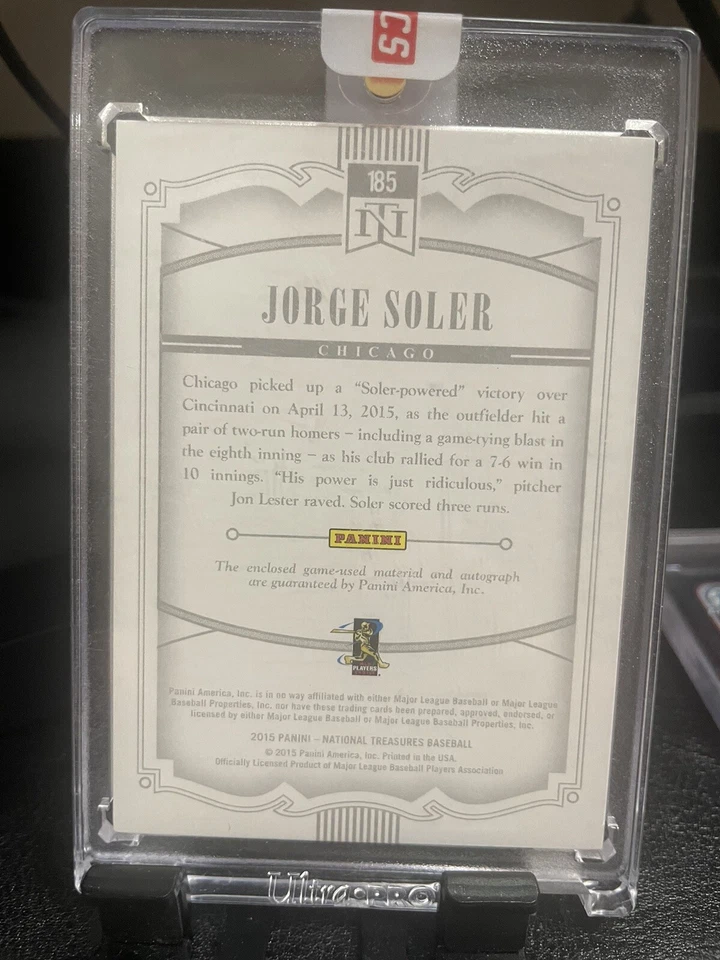 CS
185
NT
JORGE SOLER
CHICAGO
Chicago picked up a “Soler-powered” victory over
Cincinnati on April 13, 2015, as the outfielder hit a
pair of two-run homers – including a game-tying blast in
the eighth inning – as his club rallied for a 7-6 win in
10 innings. “His power is just ridiculous,” pitcher
Jon Lester raved. Soler scored three runs.
PANINI
The enclosed game-used material and autograph
are guaranteed by Panini America, Inc.
PLAYERS
Panini America, Inc. is in no way affiliated with either Major League Baseball or Major League
Baseball Properties, Inc. nor have these trading cards been prepared, approved, endorsed, or
licensed by either Major League Baseball or Major League Baseball Properties, Inc.
2015 PANINI – NATIONAL TREASURES BASEBALL
© 2015 Panini America, Inc. Printed in the USA.
Officially Licensed Product of Major League Baseball Players Association
Ultra·PRO